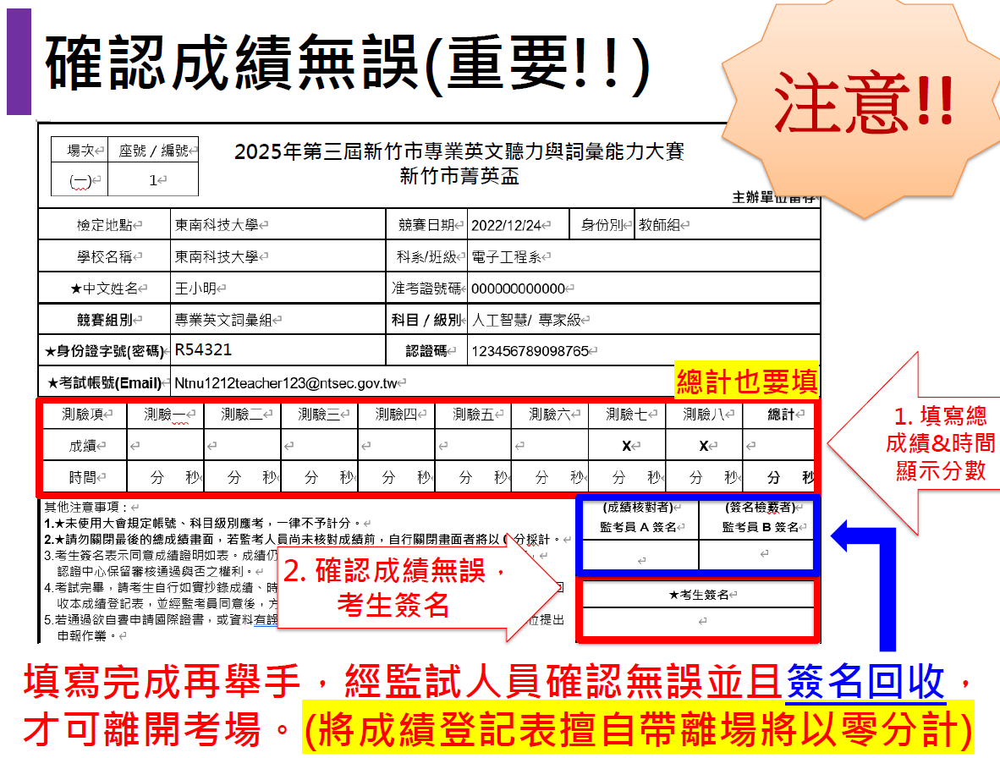 確認成績無誤(重要!!)
注意!!
場次 座號 / 編號
(一) 1
2025年第三屆新竹市專業英文聽力與詞彙能力大賽
新竹市菁英盃
主辦單位留存
檢定地點 東南科技大學 競賽日期 2022/12/24 身份別 教師組
學校名稱 東南科技大學 科系/班級 電子工程系
★中文姓名 王小明 准考證號碼 000000000000
競賽組別 專業英文詞彙組 科目 / 級別 人工智慧/ 專家級
★身份證字號(密碼) R54321 認證碼 123456789098765
★考試帳號(Email) Ntnu1212teacher123@ntsec.gov.tw
總計也要填
測驗項 測驗一 測驗二 測驗三 測驗四 測驗五 測驗六 測驗七 測驗八 總計
成績 X X
時間 分 秒 分 秒 分 秒 分 秒 分 秒 分 秒 分 秒 分 秒 分 秒
1. 填寫總
成績&時間
顯示分數
其他注意事項：
1.★未使用大會規定帳號、科目級別應考，一律不予計分。
2.★請勿關閉最後的總成績畫面，若監考人員尚未核對成績前，自行關閉畫面者將以 0 分採計。
3.考生簽名表示同意成績證明如表。成績仍
認證中心保留審核通過與否之權利。
4.考試完畢，請考生自行如實抄錄成績、時
收本成績登記表，並經監考員同意後，方
5.若通過欲自費申請國際證書，或資料有誤 位提出
申報作業。
(成績核對者) (簽名檢覈者)
監考員 A 簽名 監考員 B 簽名
★考生簽名
2. 確認成績無誤，
考生簽名
填寫完成再舉手，經監試人員確認無誤並且簽名回收，
才可離開考場。(將成績登記表擅自帶離場將以零分計)